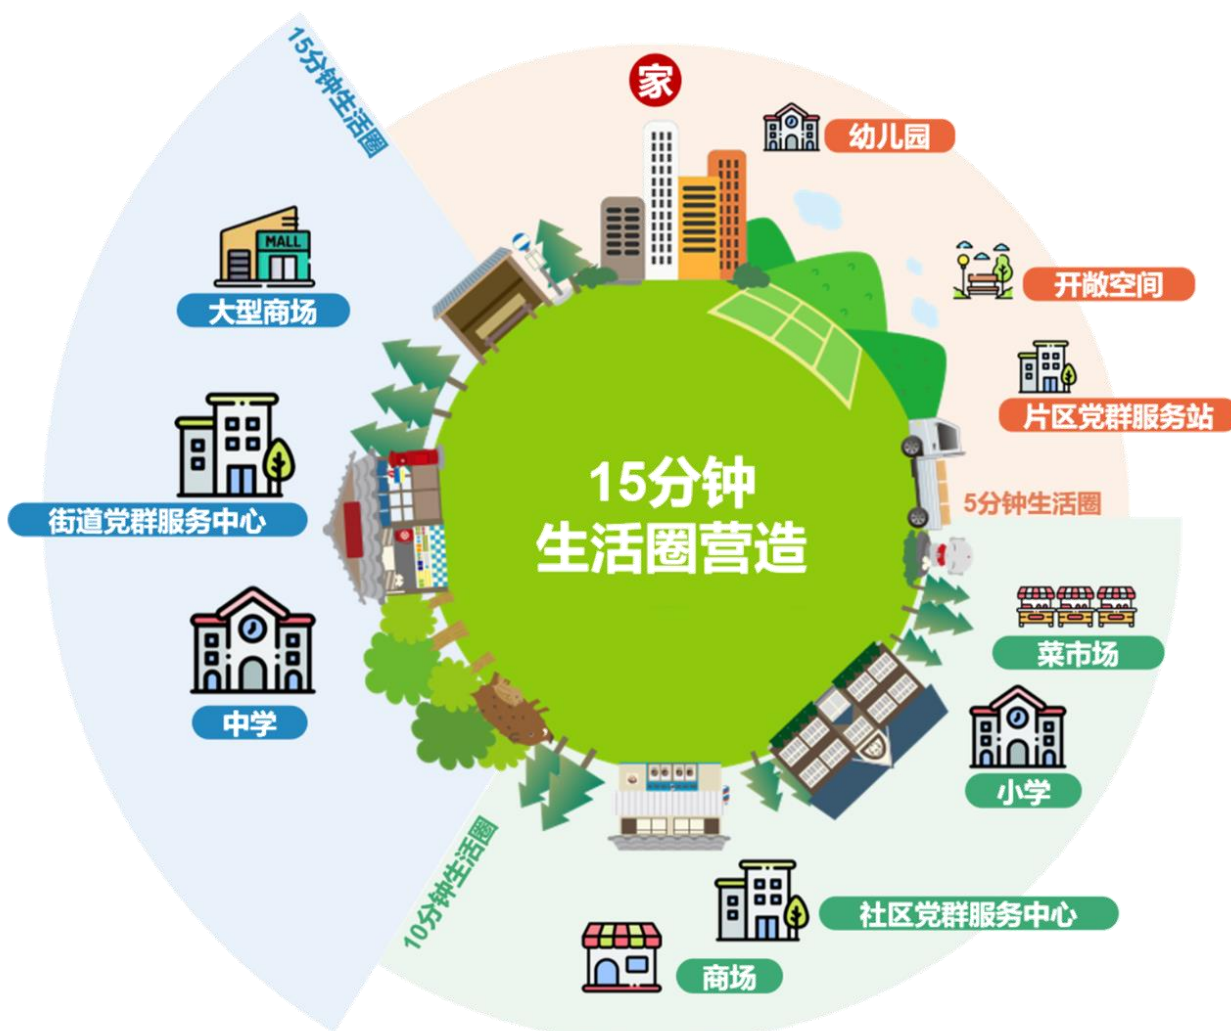 15分钟生活圈
家
幼儿园
MALL
大型商场
开敞空间
片区党群服务站
街道党群服务中心
15分钟
生活圈营造
5分钟生活圈
菜市场
中学
小学
10分钟生活圈
社区党群服务中心
商场